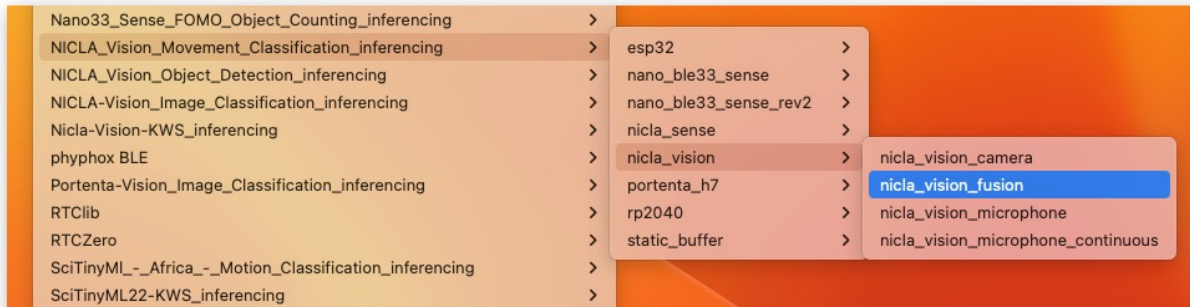 Nano33_Sense_FOMO_Object_Counting_inferencing
NICLA_Vision_Movement_Classification_inferencing
NICLA_Vision_Object_Detection_inferencing
NICLA-Vision_Image_Classification_inferencing
Nicla-Vision-KWS_inferencing
phyphox BLE
Portenta-Vision_Image_Classification_inferencing
RTClib
RTCZero
SciTinyMl_-_Africa_-_Motion_Classification_inferencing
SciTinyML22-KWS_inferencing
esp32
nano_ble33_sense
nano_ble33_sense_rev2
nicla_sense
nicla_vision
portenta_h7
rp2040
static_buffer
nicla_vision_camera
nicla_vision_fusion
nicla_vision_microphone
nicla_vision_microphone_continuous